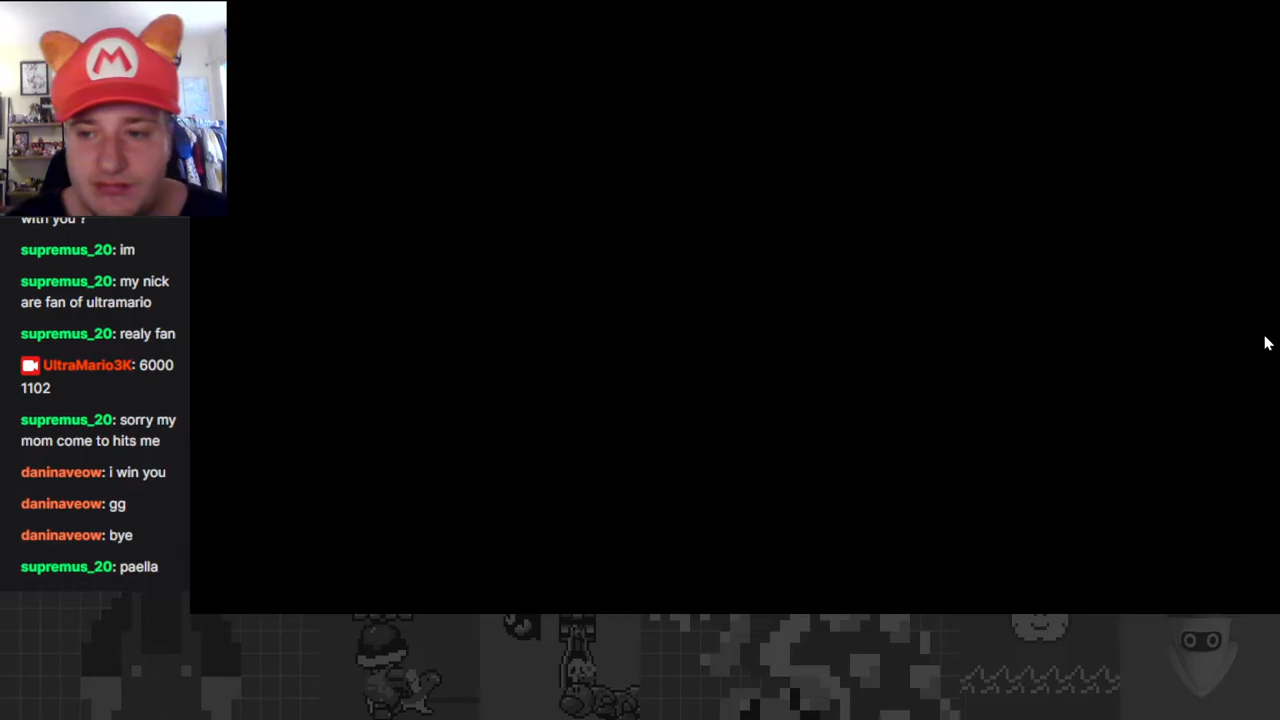 M
with you ?
supremus_20: im
supremus_20: my nick
are fan of ultramario
supremus_20: realy fan
UltraMario3K: 6000
1102
supremus_20: sorry my
mom come to hits me
daninaveow: i win you
daninaveow: gg
daninaveow: bye
supremus_20: paella